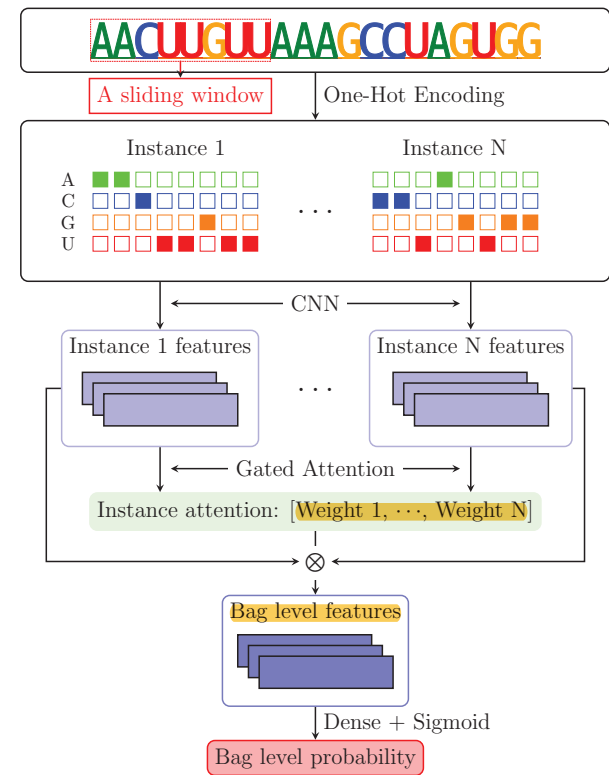 AACUUGUUAAAGCCUAGUGG
A sliding window
One-Hot Encoding
Instance 1
Instance N
A
C
G
U
...
CNN
Instance 1 features
Instance N features
...
Gated Attention
Instance attention: [Weight 1, ···, Weight N]
⊗
Bag level features
Dense + Sigmoid
Bag level probability